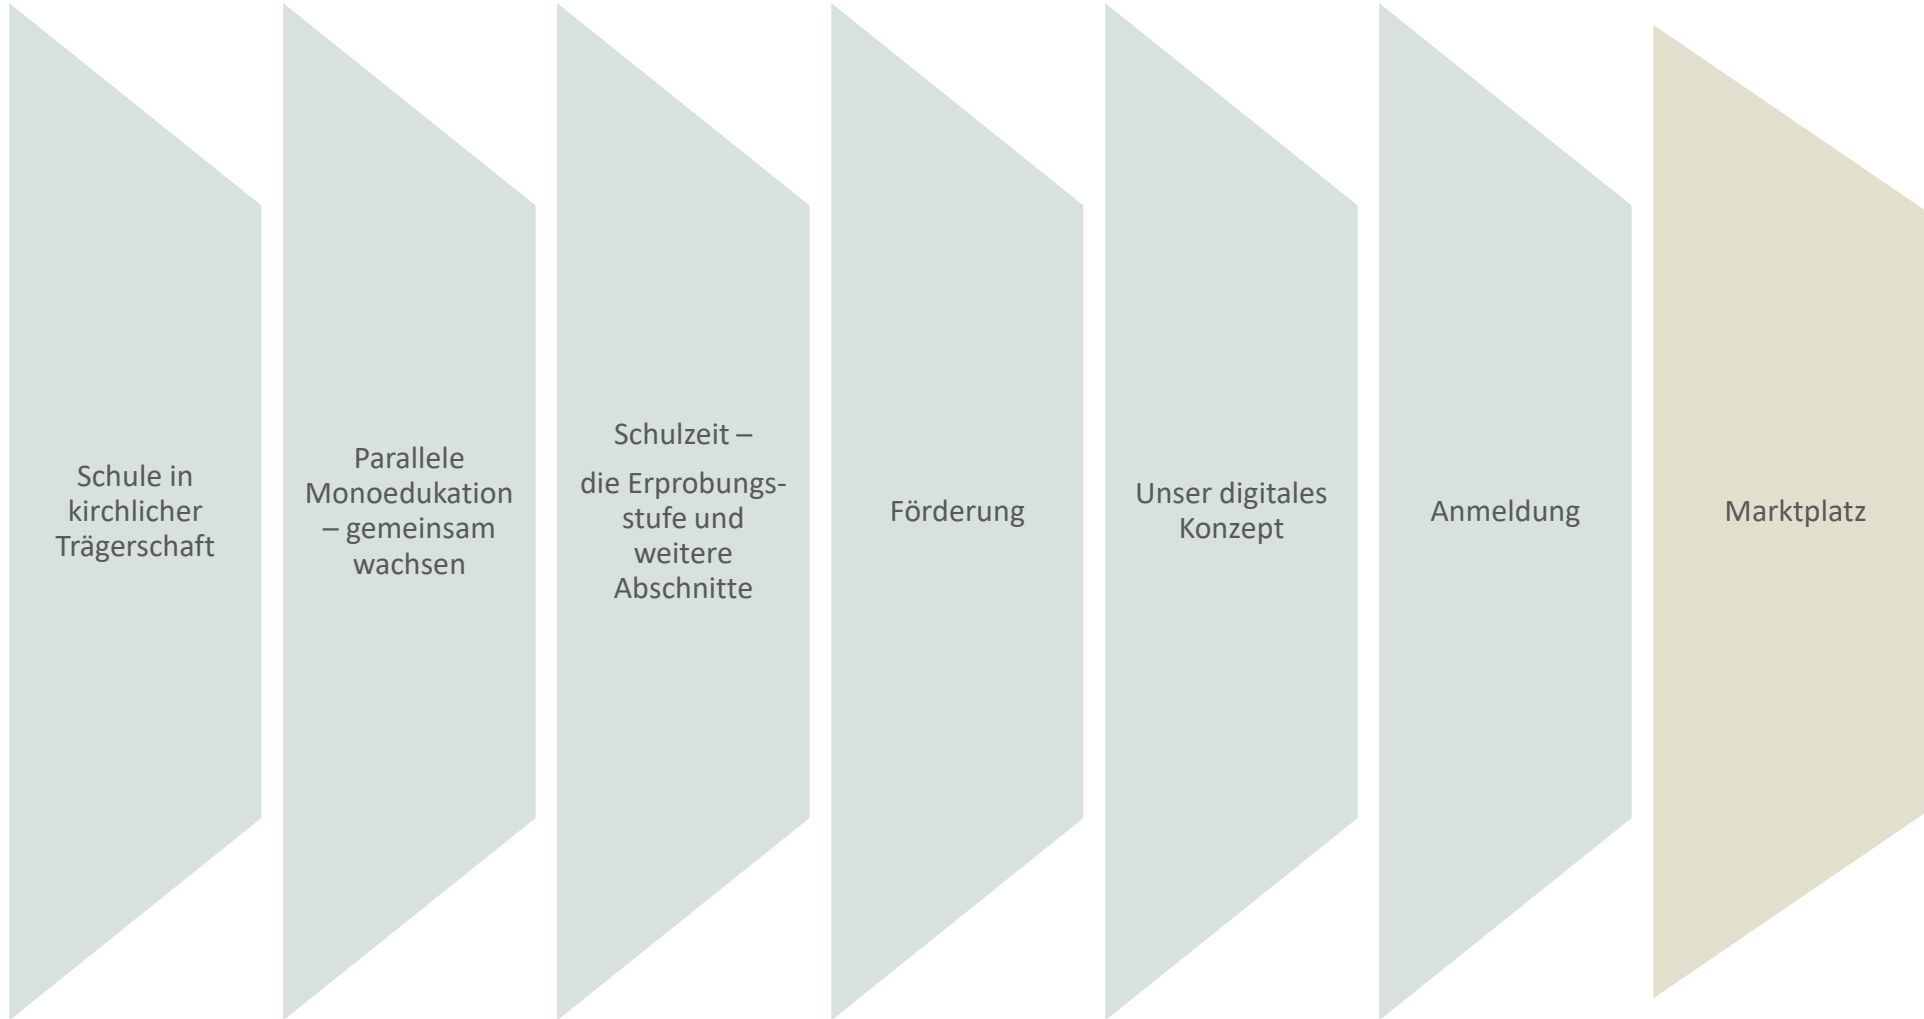 Schule in
kirchlicher
Trägerschaft
Parallele
Monoedukation
– gemeinsam
wachsen
Schulzeit –
die Erprobungs-
stufe und
weitere
Abschnitte
Förderung
Unser digitales
Konzept
Anmeldung
Marktplatz